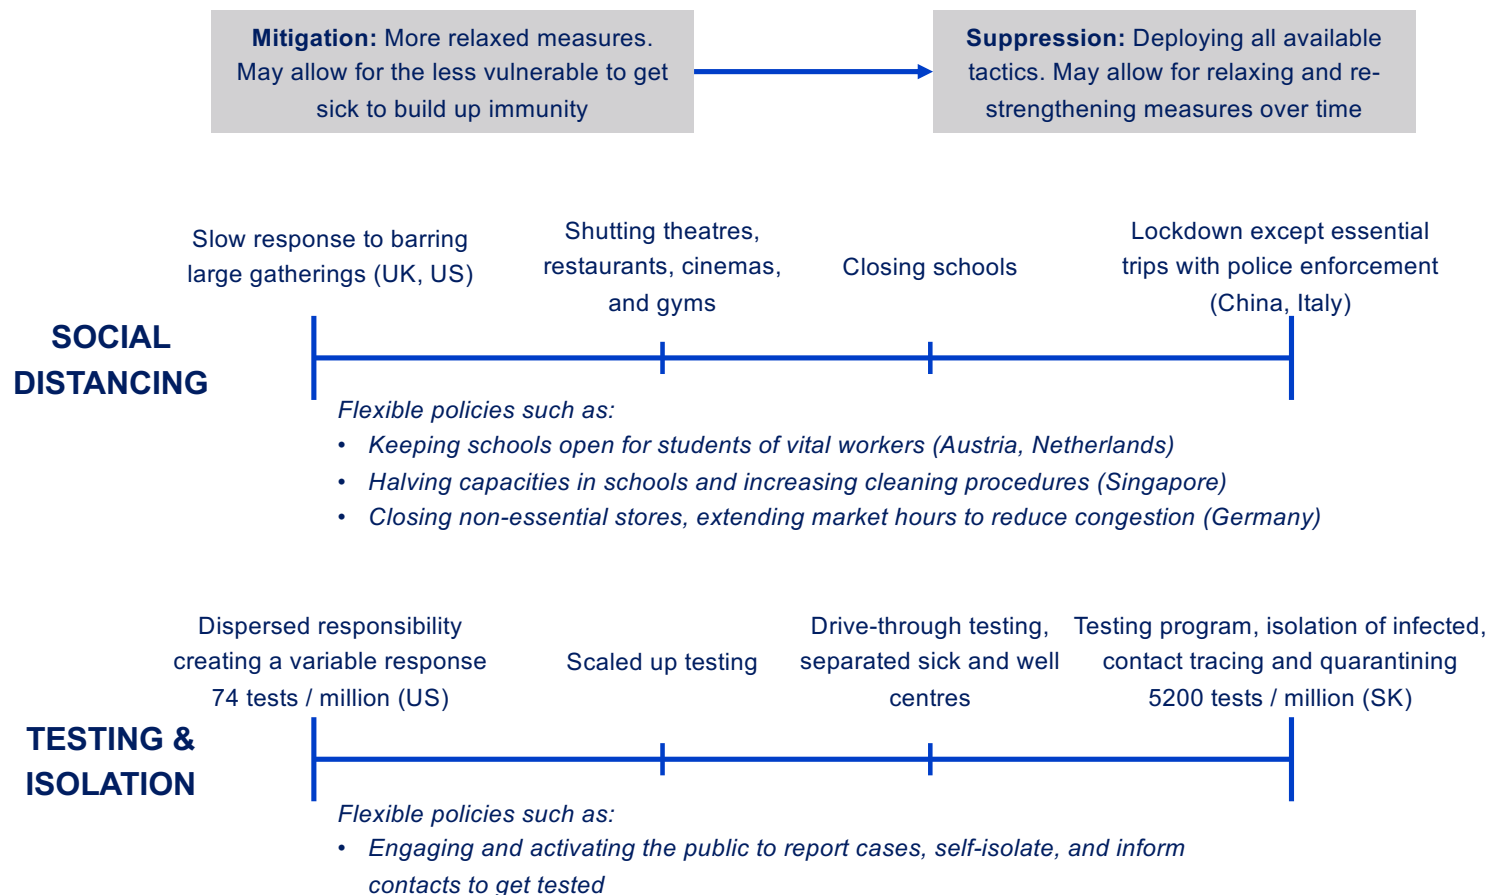 Mitigation: More relaxed measures.
May allow for the less vulnerable to get
sick to build up immunity
Suppression: Deploying all available
tactics. May allow for relaxing and re-
strengthening measures over time
SOCIAL
DISTANCING
Slow response to barring
large gatherings (UK, US)
Shutting theatres,
restaurants, cinemas,
and gyms
Closing schools
Lockdown except essential
trips with police enforcement
(China, Italy)
Flexible policies such as:
• Keeping schools open for students of vital workers (Austria, Netherlands)
• Halving capacities in schools and increasing cleaning procedures (Singapore)
• Closing non-essential stores, extending market hours to reduce congestion (Germany)
TESTING &
ISOLATION
Dispersed responsibility
creating a variable response
74 tests / million (US)
Scaled up testing
Drive-through testing,
separated sick and well
centres
Testing program, isolation of infected,
contact tracing and quarantining
5200 tests / million (SK)
Flexible policies such as:
• Engaging and activating the public to report cases, self-isolate, and inform
contacts to get tested